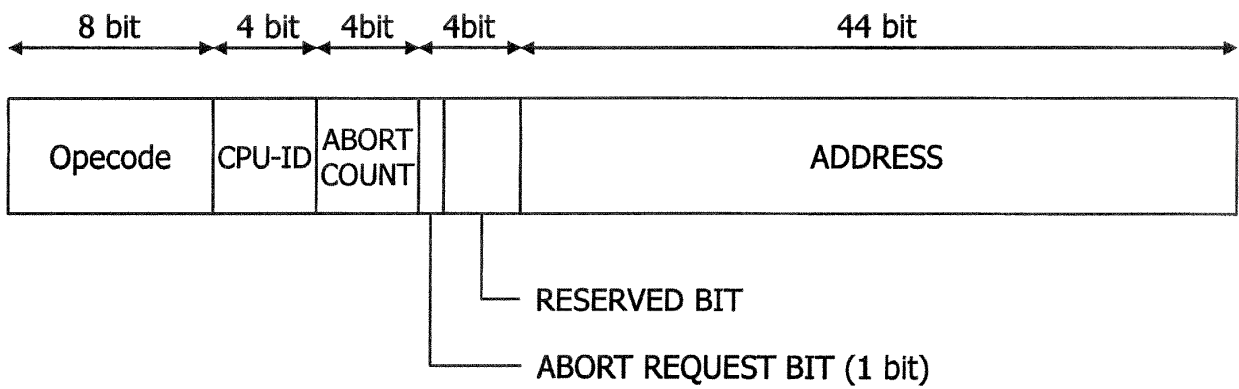 8 bit 4 bit 4bit 4bit 44 bit
Opecode CPU-ID ABORT COUNT ADDRESS
RESERVED BIT
ABORT REQUEST BIT (1 bit)